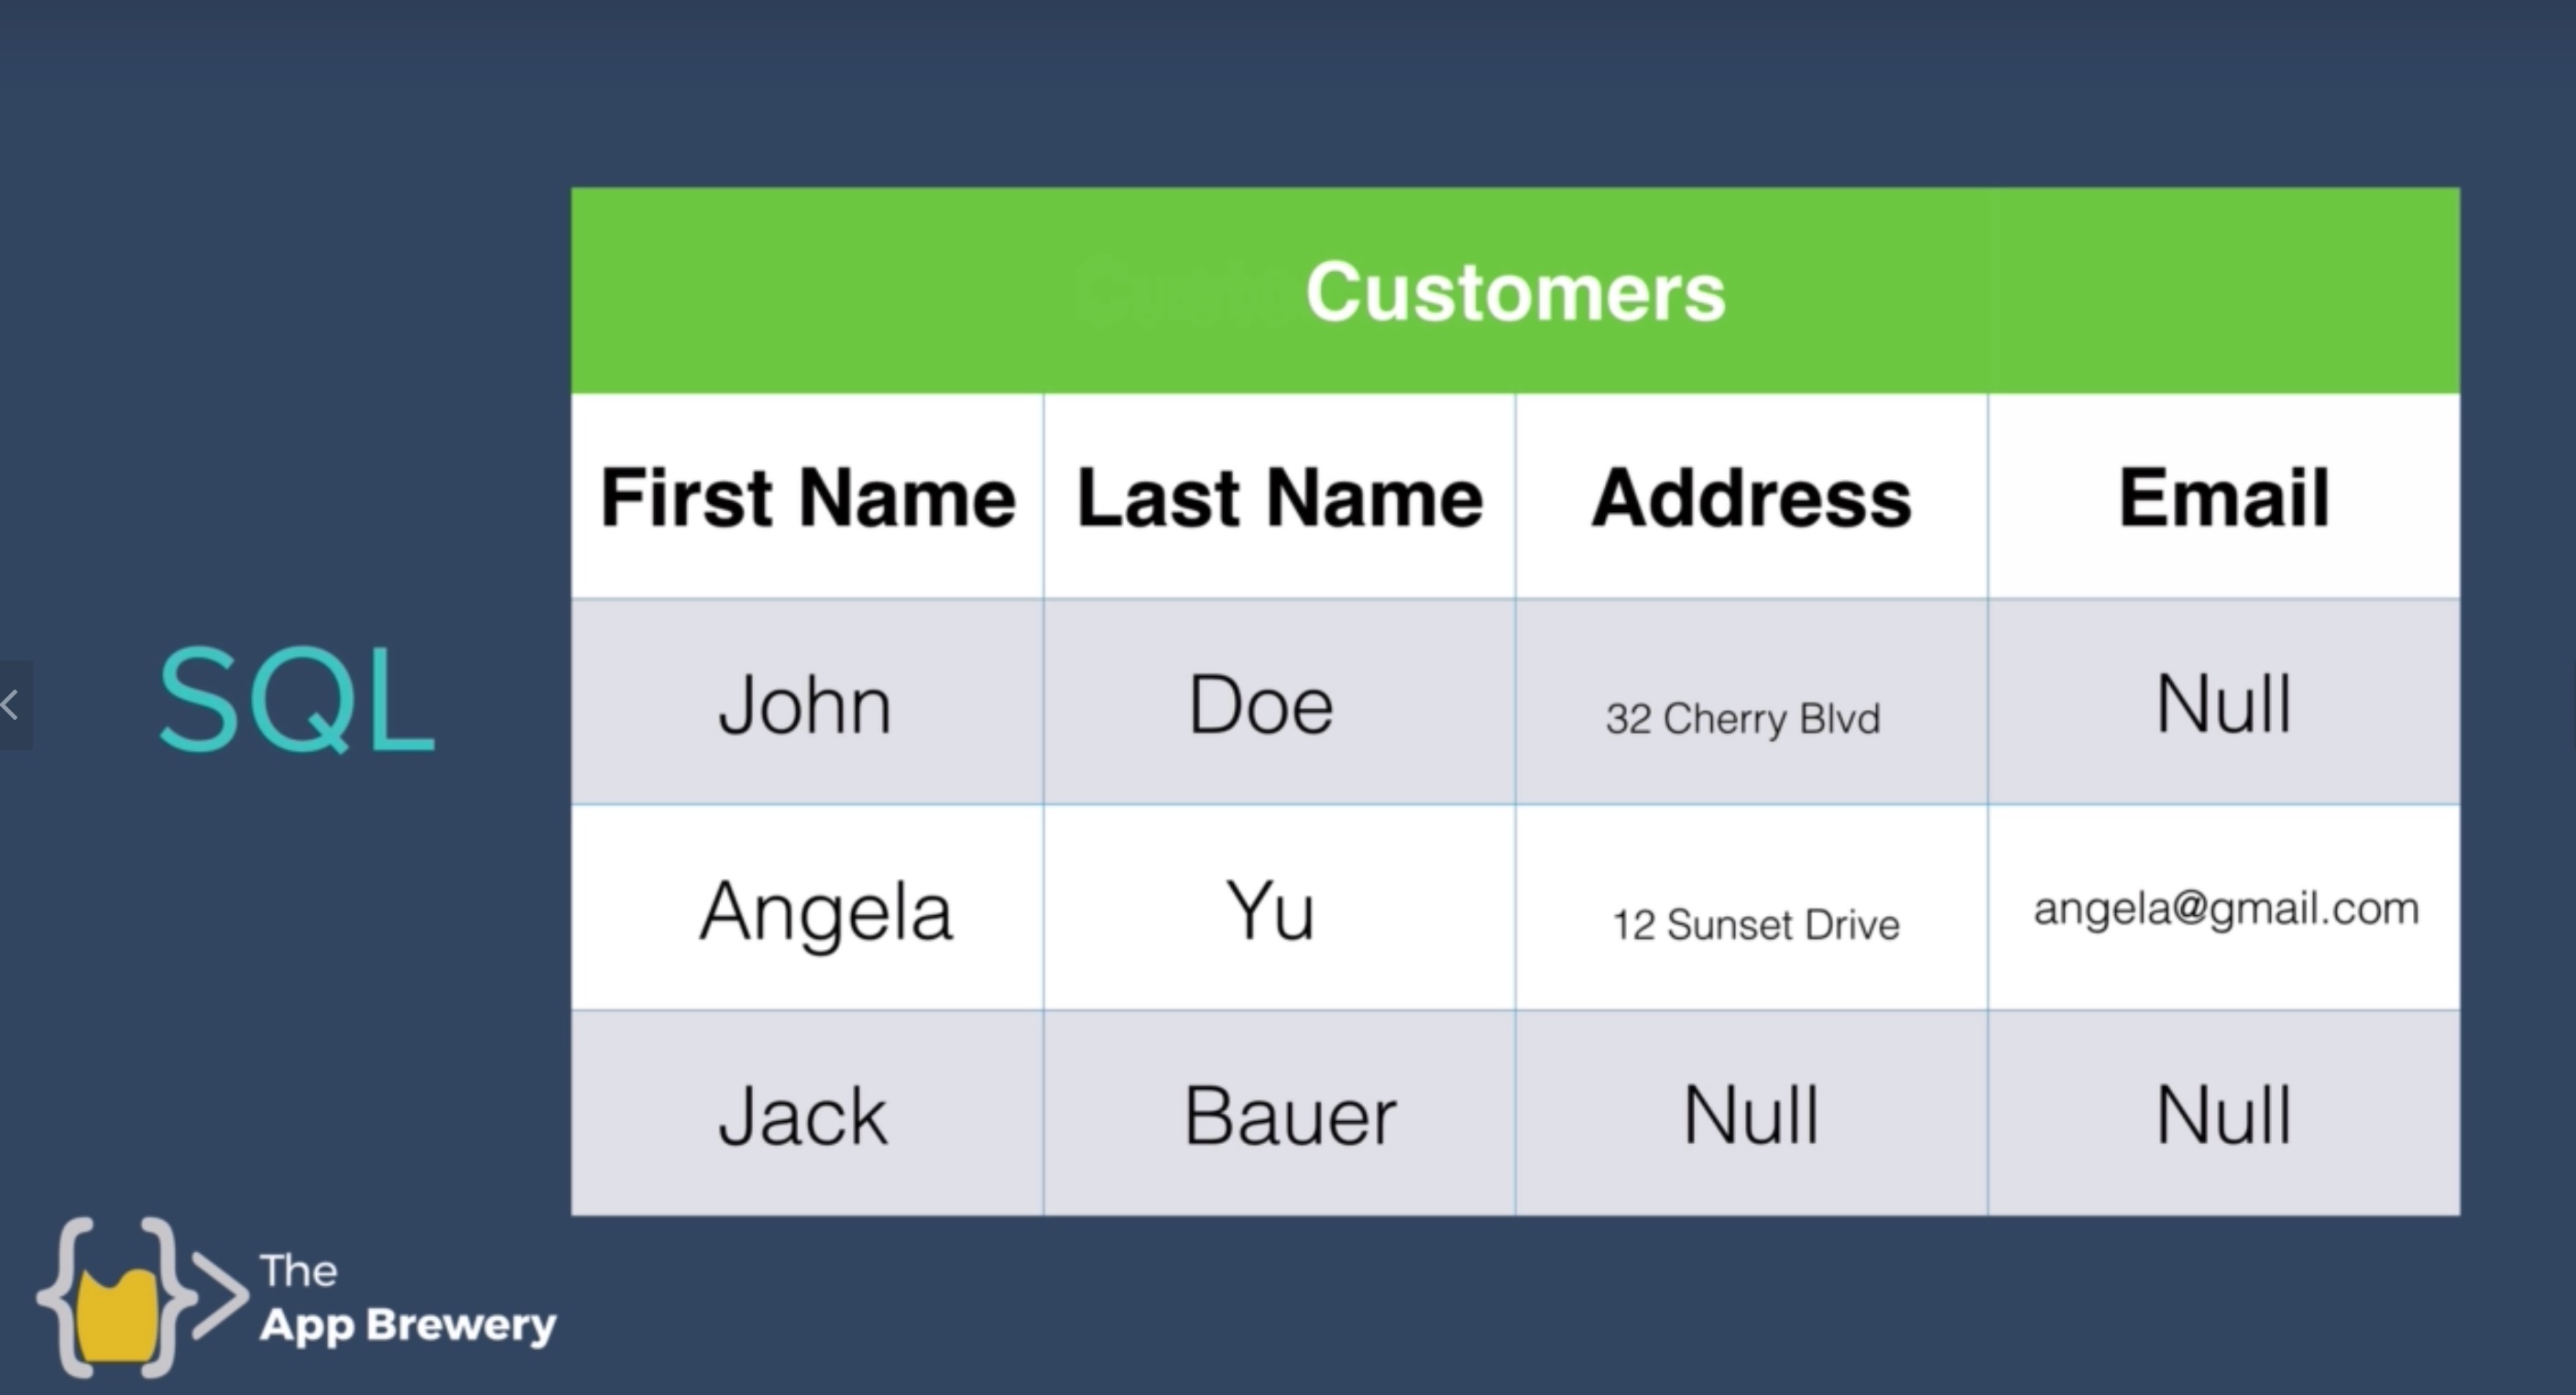 Customers
First Name Last Name Address Email
John Doe 32 Cherry Blvd Null
SQL
Angela Yu 12 Sunset Drive angela@gmail.com
Jack Bauer Null Null
The
App Brewery